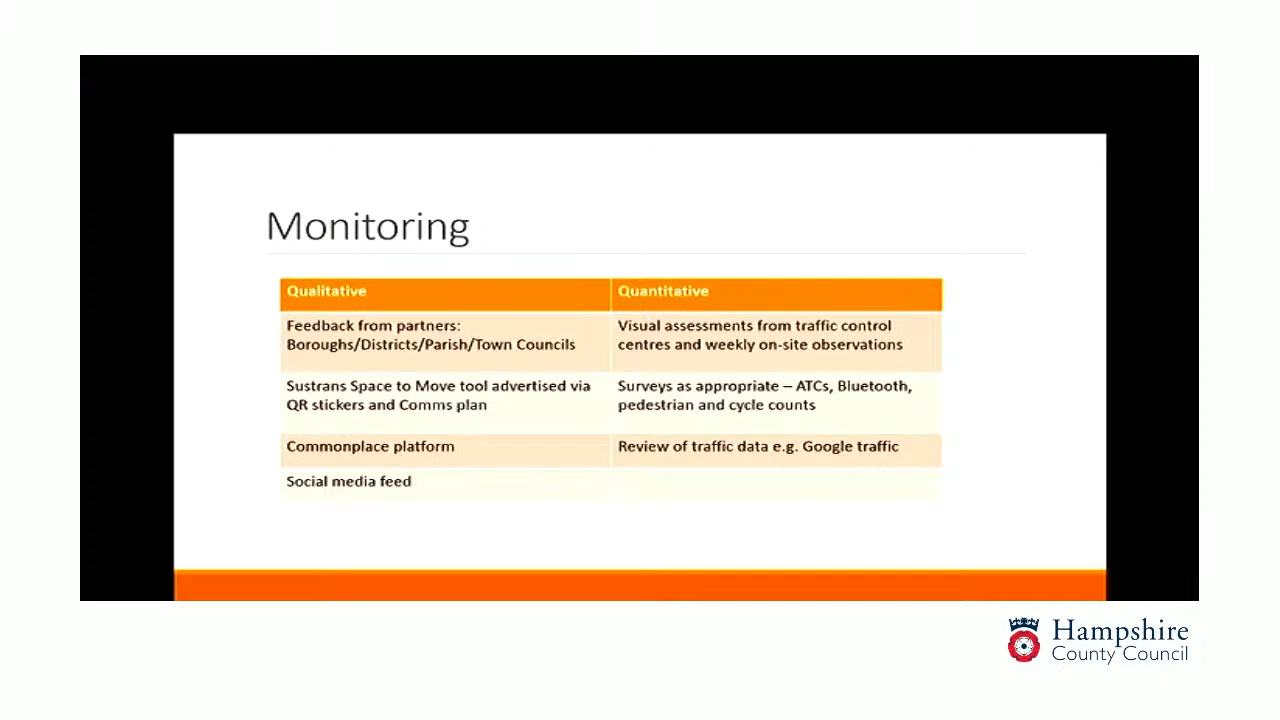 Monitoring
Qualitative
Quantitative
Feedback from partners:
Boroughs/Districts/Parish/Town Councils
Visual assessments from traffic control
centres and weekly on-site observations
Sustrans Space to Move tool advertised via
QR stickers and Comms plan
Surveys as appropriate – ATCs, Bluetooth,
pedestrian and cycle counts
Commonplace platform
Review of traffic data e.g. Google traffic
Social media feed
Hampshire
County Council